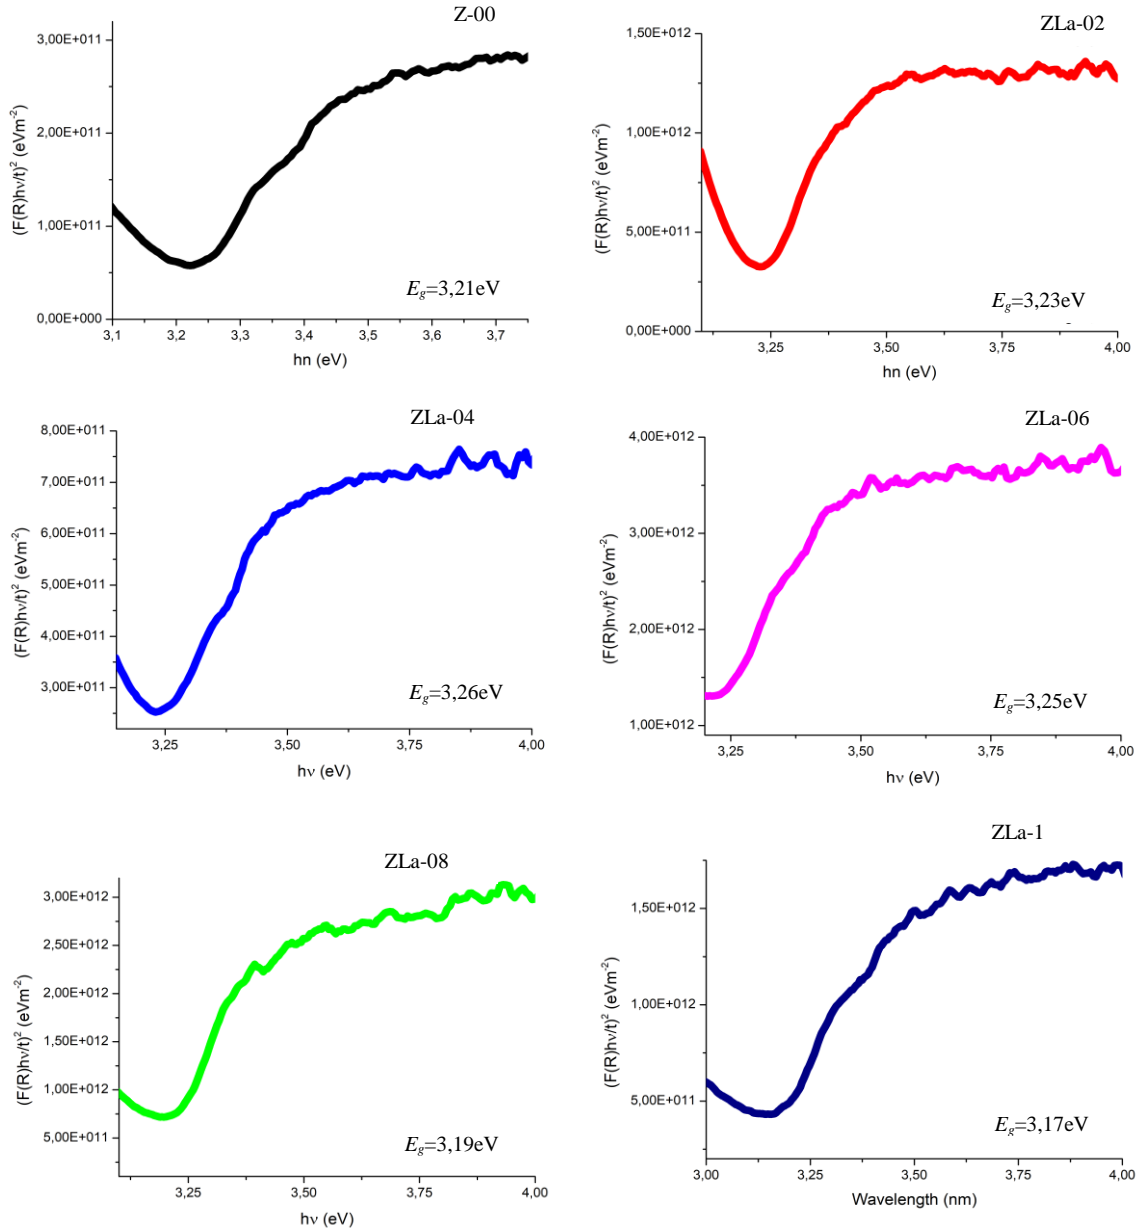 Z-00
3,00E+011
2,00E+011
1,00E+011
0,00E+000
(F(R)hν/t)² (eVm⁻²)
3,1 3,2 3,3 3,4 3,5 3,6 3,7
hn (eV)
Eg=3,21eV
ZLa-02
1,50E+012
1,00E+012
5,00E+011
0,00E+000
(F(R)hν/t)² (eVm⁻²)
3,25 3,50 3,75 4,00
hn (eV)
Eg=3,23eV
ZLa-04
8,00E+011
7,00E+011
6,00E+011
5,00E+011
4,00E+011
3,00E+011
(F(R)hν/t)² (eVm⁻²)
3,25 3,50 3,75 4,00
hν (eV)
Eg=3,26eV
ZLa-06
4,00E+012
3,00E+012
2,00E+012
1,00E+012
(F(R)hν/t)² (eVm⁻²)
3,25 3,50 3,75 4,00
hν (eV)
Eg=3,25eV
ZLa-08
3,00E+012
2,50E+012
2,00E+012
1,50E+012
1,00E+012
5,00E+011
(F(R)hν/t)² (eVm⁻²)
3,25 3,50 3,75 4,00
hν (eV)
Eg=3,19eV
ZLa-1
1,50E+012
1,00E+012
5,00E+011
(F(R)hν/t)² (eVm⁻²)
3,00 3,25 3,50 3,75 4,00
Wavelength (nm)
Eg=3,17eV